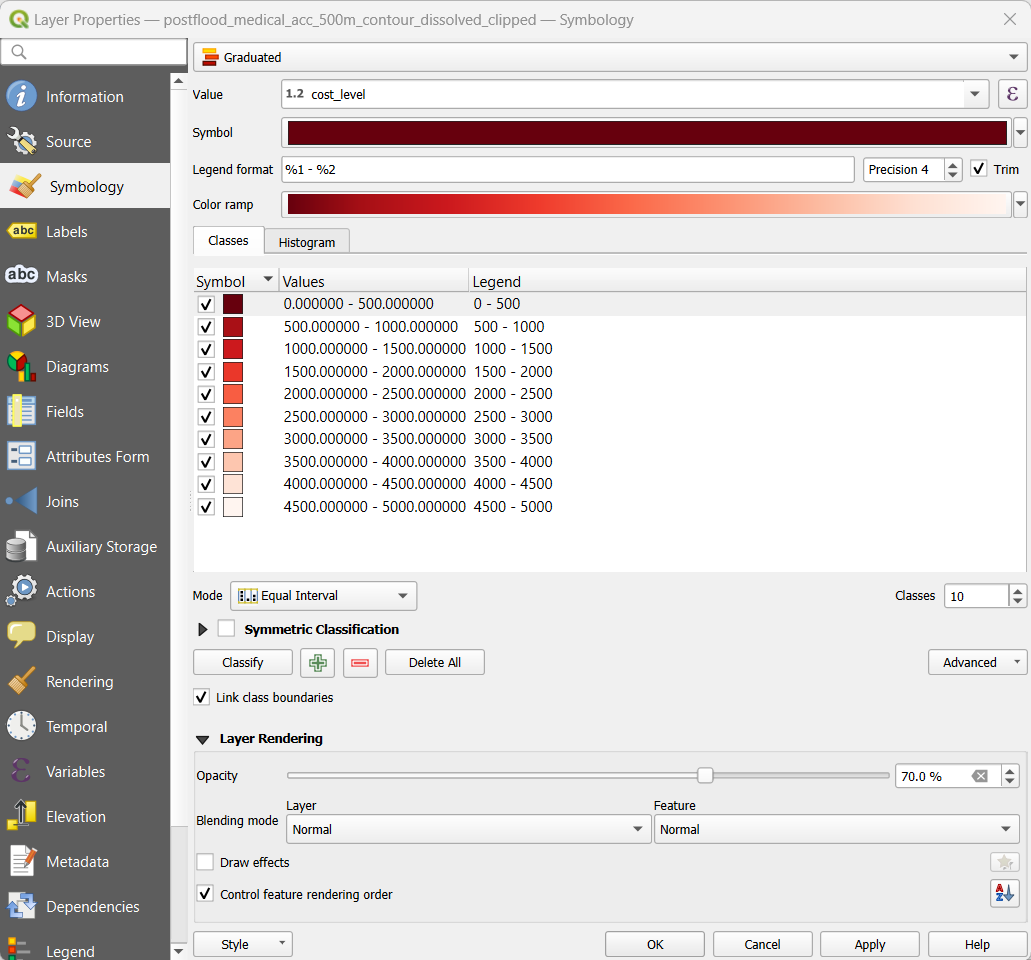 Layer Properties — postflood_medical_acc_500m_contour_dissolved_clipped — Symbology
Information
Source
Symbology
abc Labels
abc Masks
3D View
Diagrams
Fields
Attributes Form
Joins
Auxiliary Storage
Actions
Display
Rendering
Temporal
ε Variables
Elevation
Metadata
Dependencies
Legend
Graduated
Value 1.2 cost_level ε
Symbol
Legend format %1 - %2 Precision 4 Trim
Color ramp
Classes Histogram
Symbol Values Legend
0.000000 - 500.000000 0 - 500
500.000000 - 1000.000000 500 - 1000
1000.000000 - 1500.000000 1000 - 1500
1500.000000 - 2000.000000 1500 - 2000
2000.000000 - 2500.000000 2000 - 2500
2500.000000 - 3000.000000 2500 - 3000
3000.000000 - 3500.000000 3000 - 3500
3500.000000 - 4000.000000 3500 - 4000
4000.000000 - 4500.000000 4000 - 4500
4500.000000 - 5000.000000 4500 - 5000
Mode Equal Interval Classes 10
Symmetric Classification
Classify Delete All Advanced
Link class boundaries
Layer Rendering
Opacity 70.0 %
Layer Feature
Blending mode Normal Normal
Draw effects
Control feature rendering order AZ
Style OK Cancel Apply Help